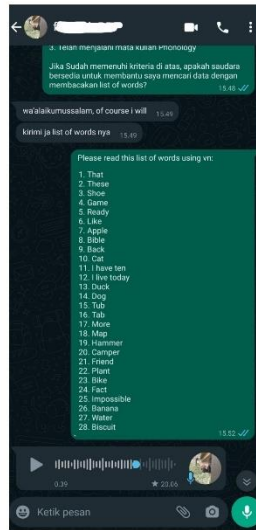 3. Telah menjalani mata kuliah Phonology
Jika Sudah memenuhi kriteria di atas, apakah saudara
bersedia untuk membantu saya mencari data dengan
membacakan list of words?
15.48
wa'alaikumussalam, of course i will
15.49
kirimi ja list of words nya
15.49
Please read this list of words using vn:
1. That
2. These
3. Shoe
4. Game
5. Ready
6. Like
7. Apple
8. Bible
9. Back
10. Cat
11. I have ten
12. I live today
13. Duck
14. Dog
15. Tub
16. Tab
17. More
18. Map
19. Hammer
20. Camper
21. Friend
22. Plant
23. Bike
24. Fact
25. Impossible
26. Banana
27. Water
28. Biscuit
15.52
0.39
Ketik pesan